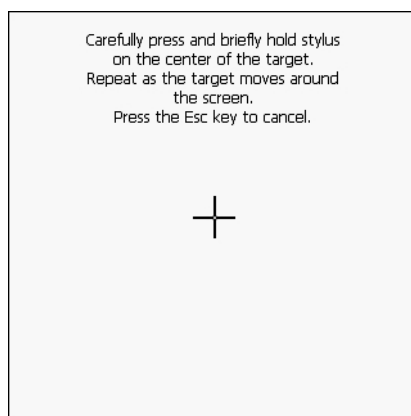 Carefully press and briefly hold stylus
on the center of the target.
Repeat as the target moves around
the screen.
Press the Esc key to cancel.